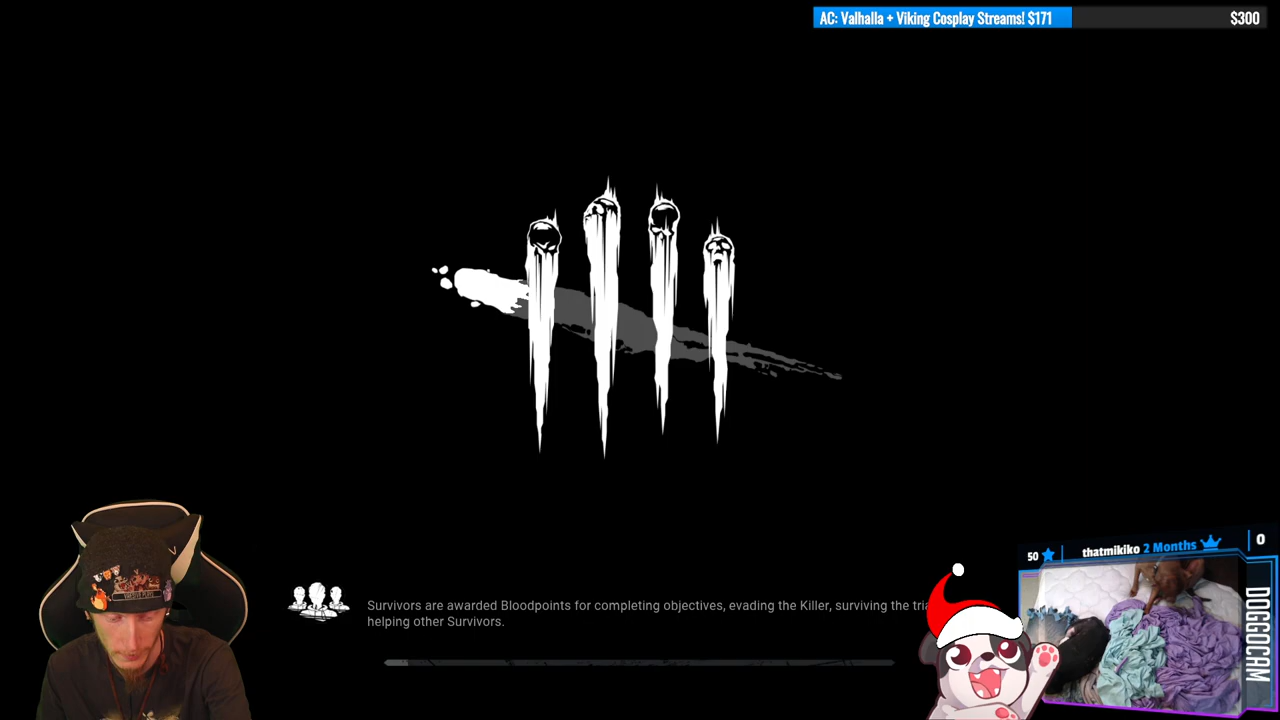 AC: Valhalla + Viking Cosplay Streams! $171
$300
50
thatmikiko 2 Months
0
Survivors are awarded Bloodpoints for completing objectives, evading the Killer, surviving the tria
helping other Survivors.
DOGGOCAM